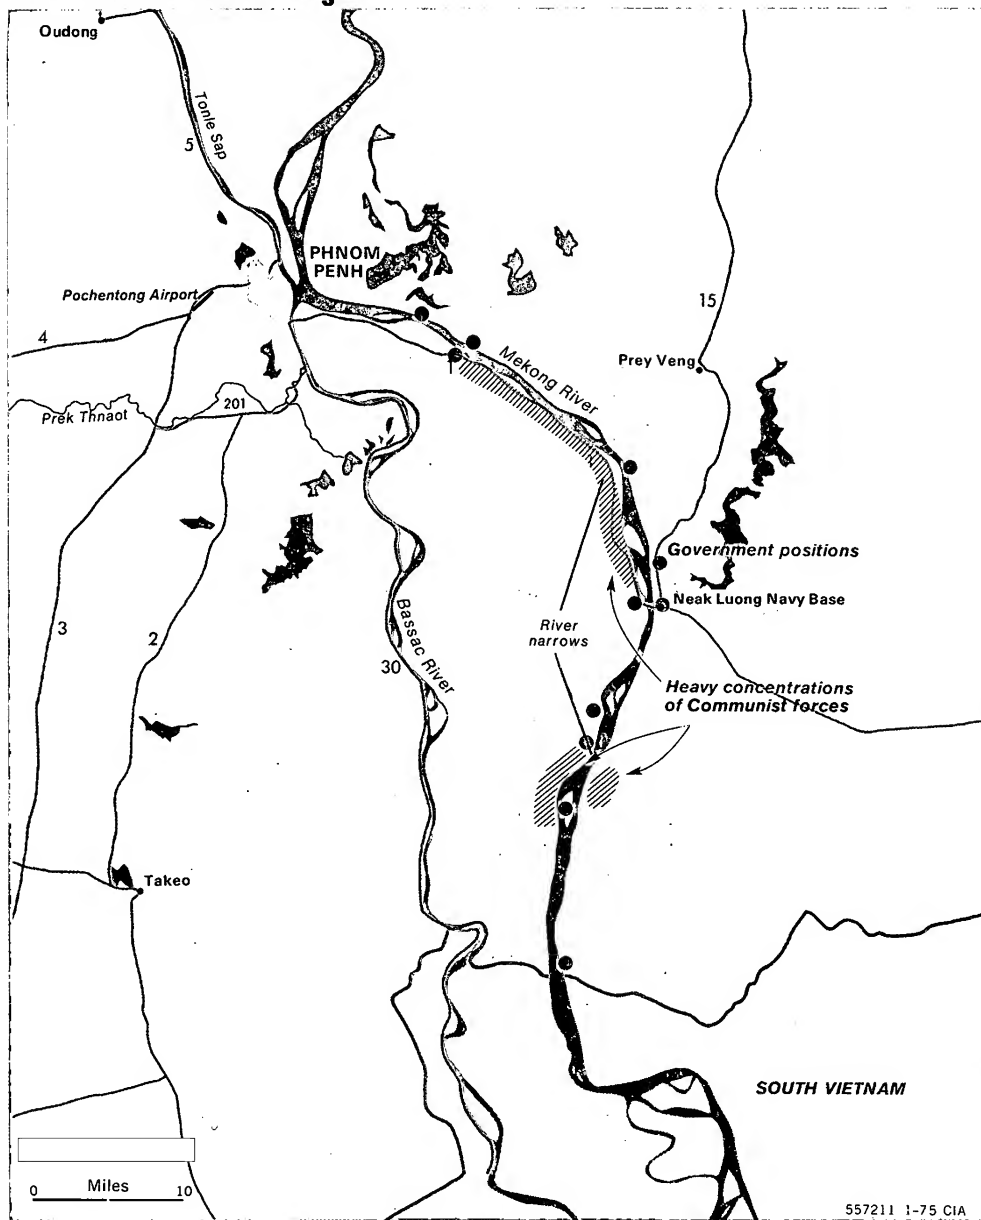 Oudong
Tonle Sap
5
PHNOM
PENH
Pochentong Airport
4
15
Mekong River
Prey Veng
201
Prek Thnaot
Government positions
Neak Luong Navy Base
3
2
Bassac River
30
River
narrows
Heavy concentrations
of Communist forces
Takeo
SOUTH VIETNAM
Miles
0 10
557211 1-75 CIA